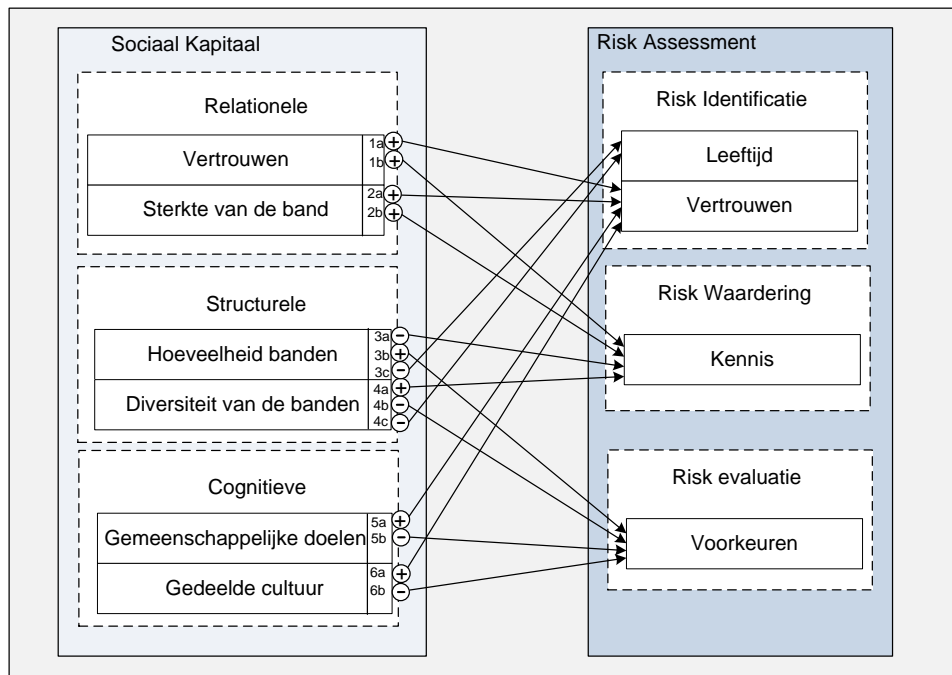 Sociaal Kapitaal
Relationele
Vertrouwen
1a +
1b +
Sterkte van de band
2a +
2b +
Structurele
Hoeveelheid banden
3a −
3b +
3c −
Diversiteit van de banden
4a +
4b −
4c −
Cognitieve
Gemeenschappelijke doelen
5a +
5b −
Gedeelde cultuur
6a +
6b −
Risk Assessment
Risk Identificatie
Leeftijd
Vertrouwen
Risk Waardering
Kennis
Risk evaluatie
Voorkeuren